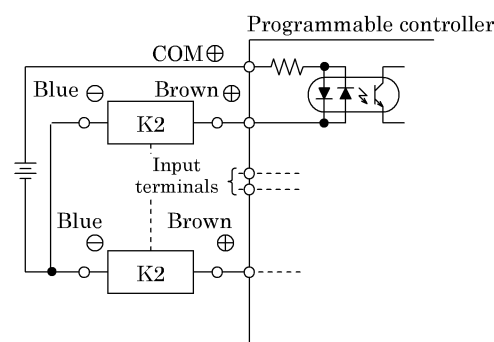 Programmable controller
COM⊕
Blue ⊖
Brown ⊕
K2
Input
terminals
Blue
⊖
Brown
⊕
K2